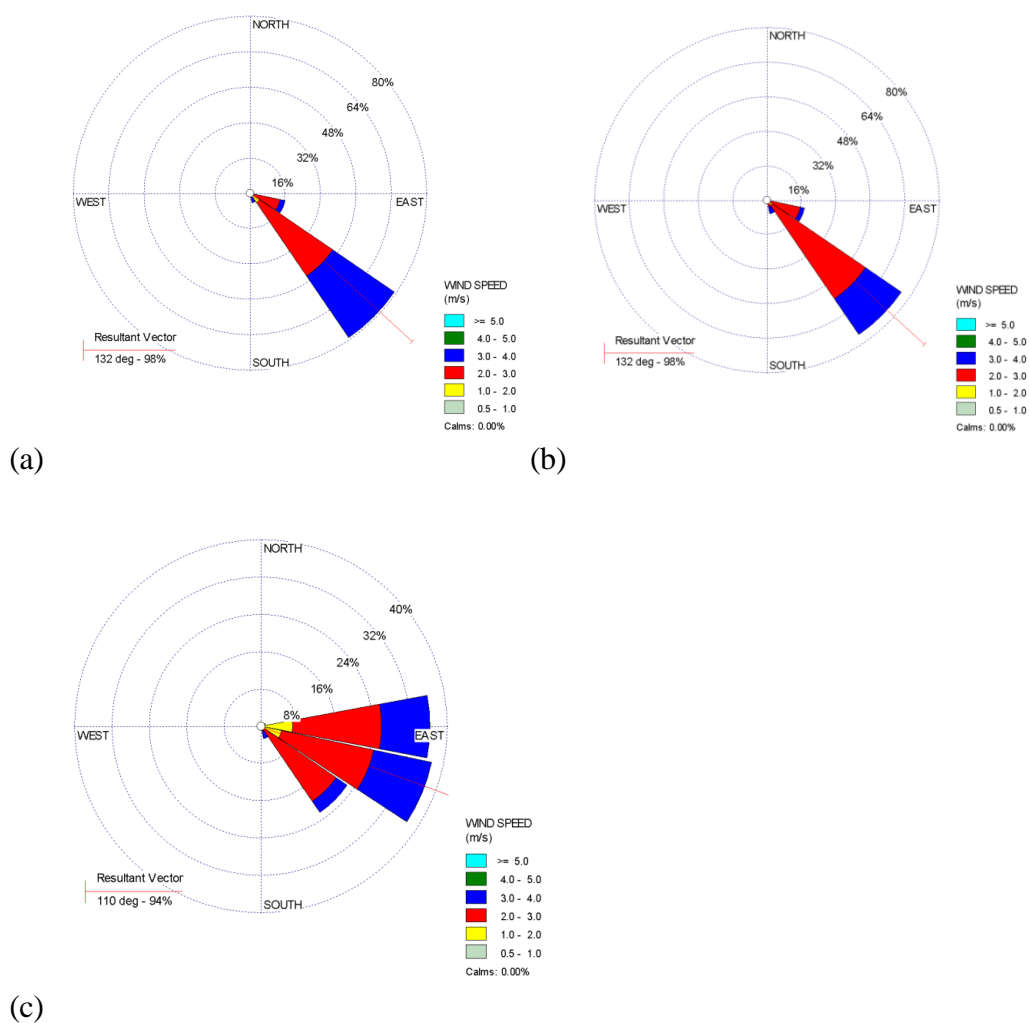 NORTH
80%
64%
48%
32%
16%
WEST
EAST
SOUTH
WIND SPEED
(m/s)
>= 5.0
4.0 - 5.0
3.0 - 4.0
2.0 - 3.0
1.0 - 2.0
0.5 - 1.0
Calms: 0.00%
Resultant Vector
132 deg - 98%
(a)
NORTH
80%
64%
48%
32%
16%
WEST
EAST
SOUTH
WIND SPEED
(m/s)
>= 5.0
4.0 - 5.0
3.0 - 4.0
2.0 - 3.0
1.0 - 2.0
0.5 - 1.0
Calms: 0.00%
Resultant Vector
132 deg - 98%
(b)
NORTH
40%
32%
24%
16%
8%
WEST
EAST
SOUTH
WIND SPEED
(m/s)
>= 5.0
4.0 - 5.0
3.0 - 4.0
2.0 - 3.0
1.0 - 2.0
0.5 - 1.0
Calms: 0.00%
Resultant Vector
110 deg - 94%
(c)